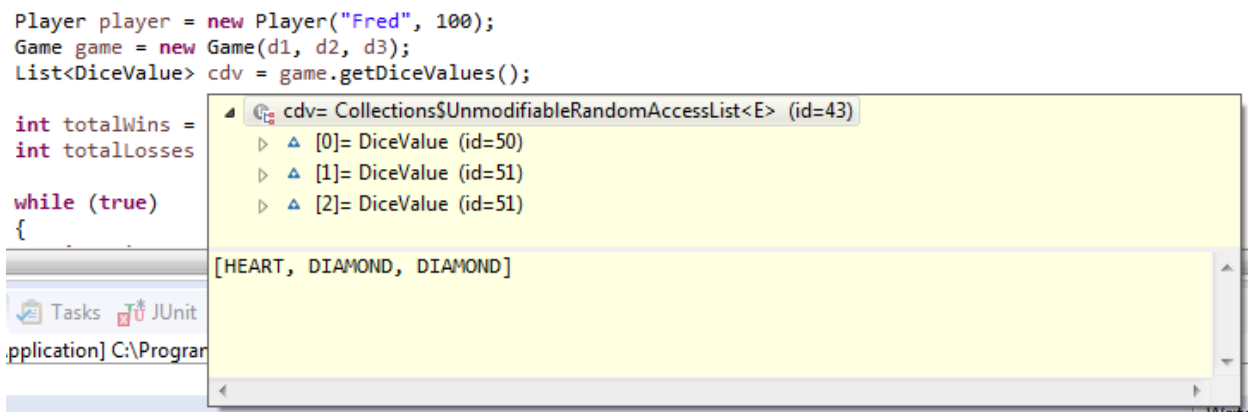 Player player = new Player("Fred", 100);
Game game = new Game(d1, d2, d3);
List<DiceValue> cdv = game.getDiceValues();
cdv= Collections$UnmodifiableRandomAccessList<E> (id=43)
int totalWins =
[0]= DiceValue (id=50)
int totalLosses
[1]= DiceValue (id=51)
while (true)
[2]= DiceValue (id=51)
{
[HEART, DIAMOND, DIAMOND]
Tasks JUnit
pplication] C:\Progra